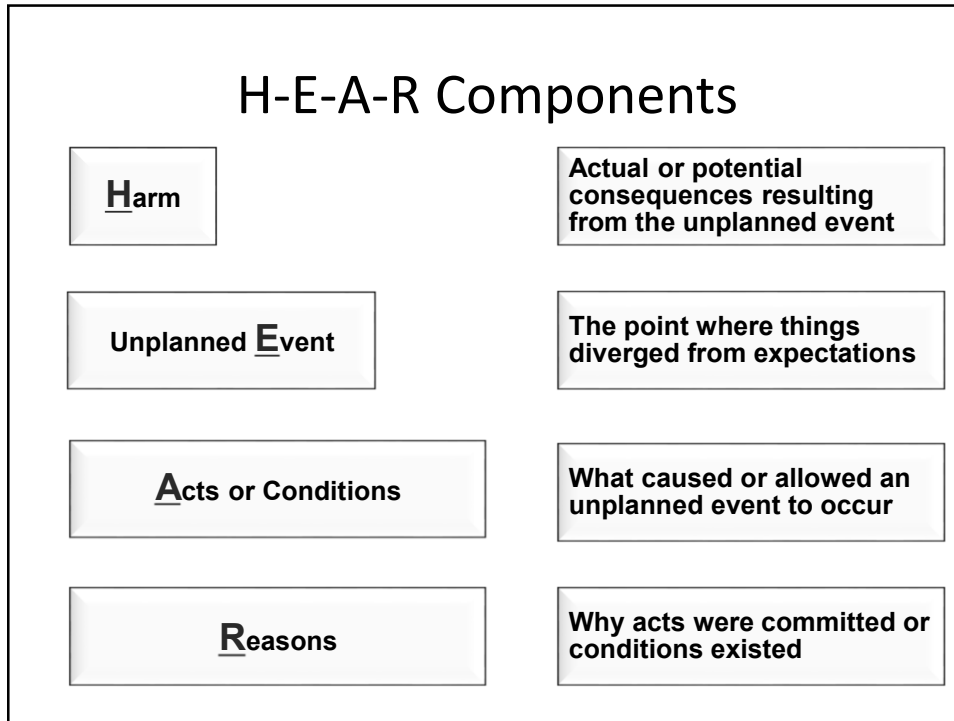 H-E-A-R Components
Harm
Actual or potential
consequences resulting
from the unplanned event
Unplanned Event
The point where things
diverged from expectations
Acts or Conditions
What caused or allowed an
unplanned event to occur
Reasons
Why acts were committed or
conditions existed